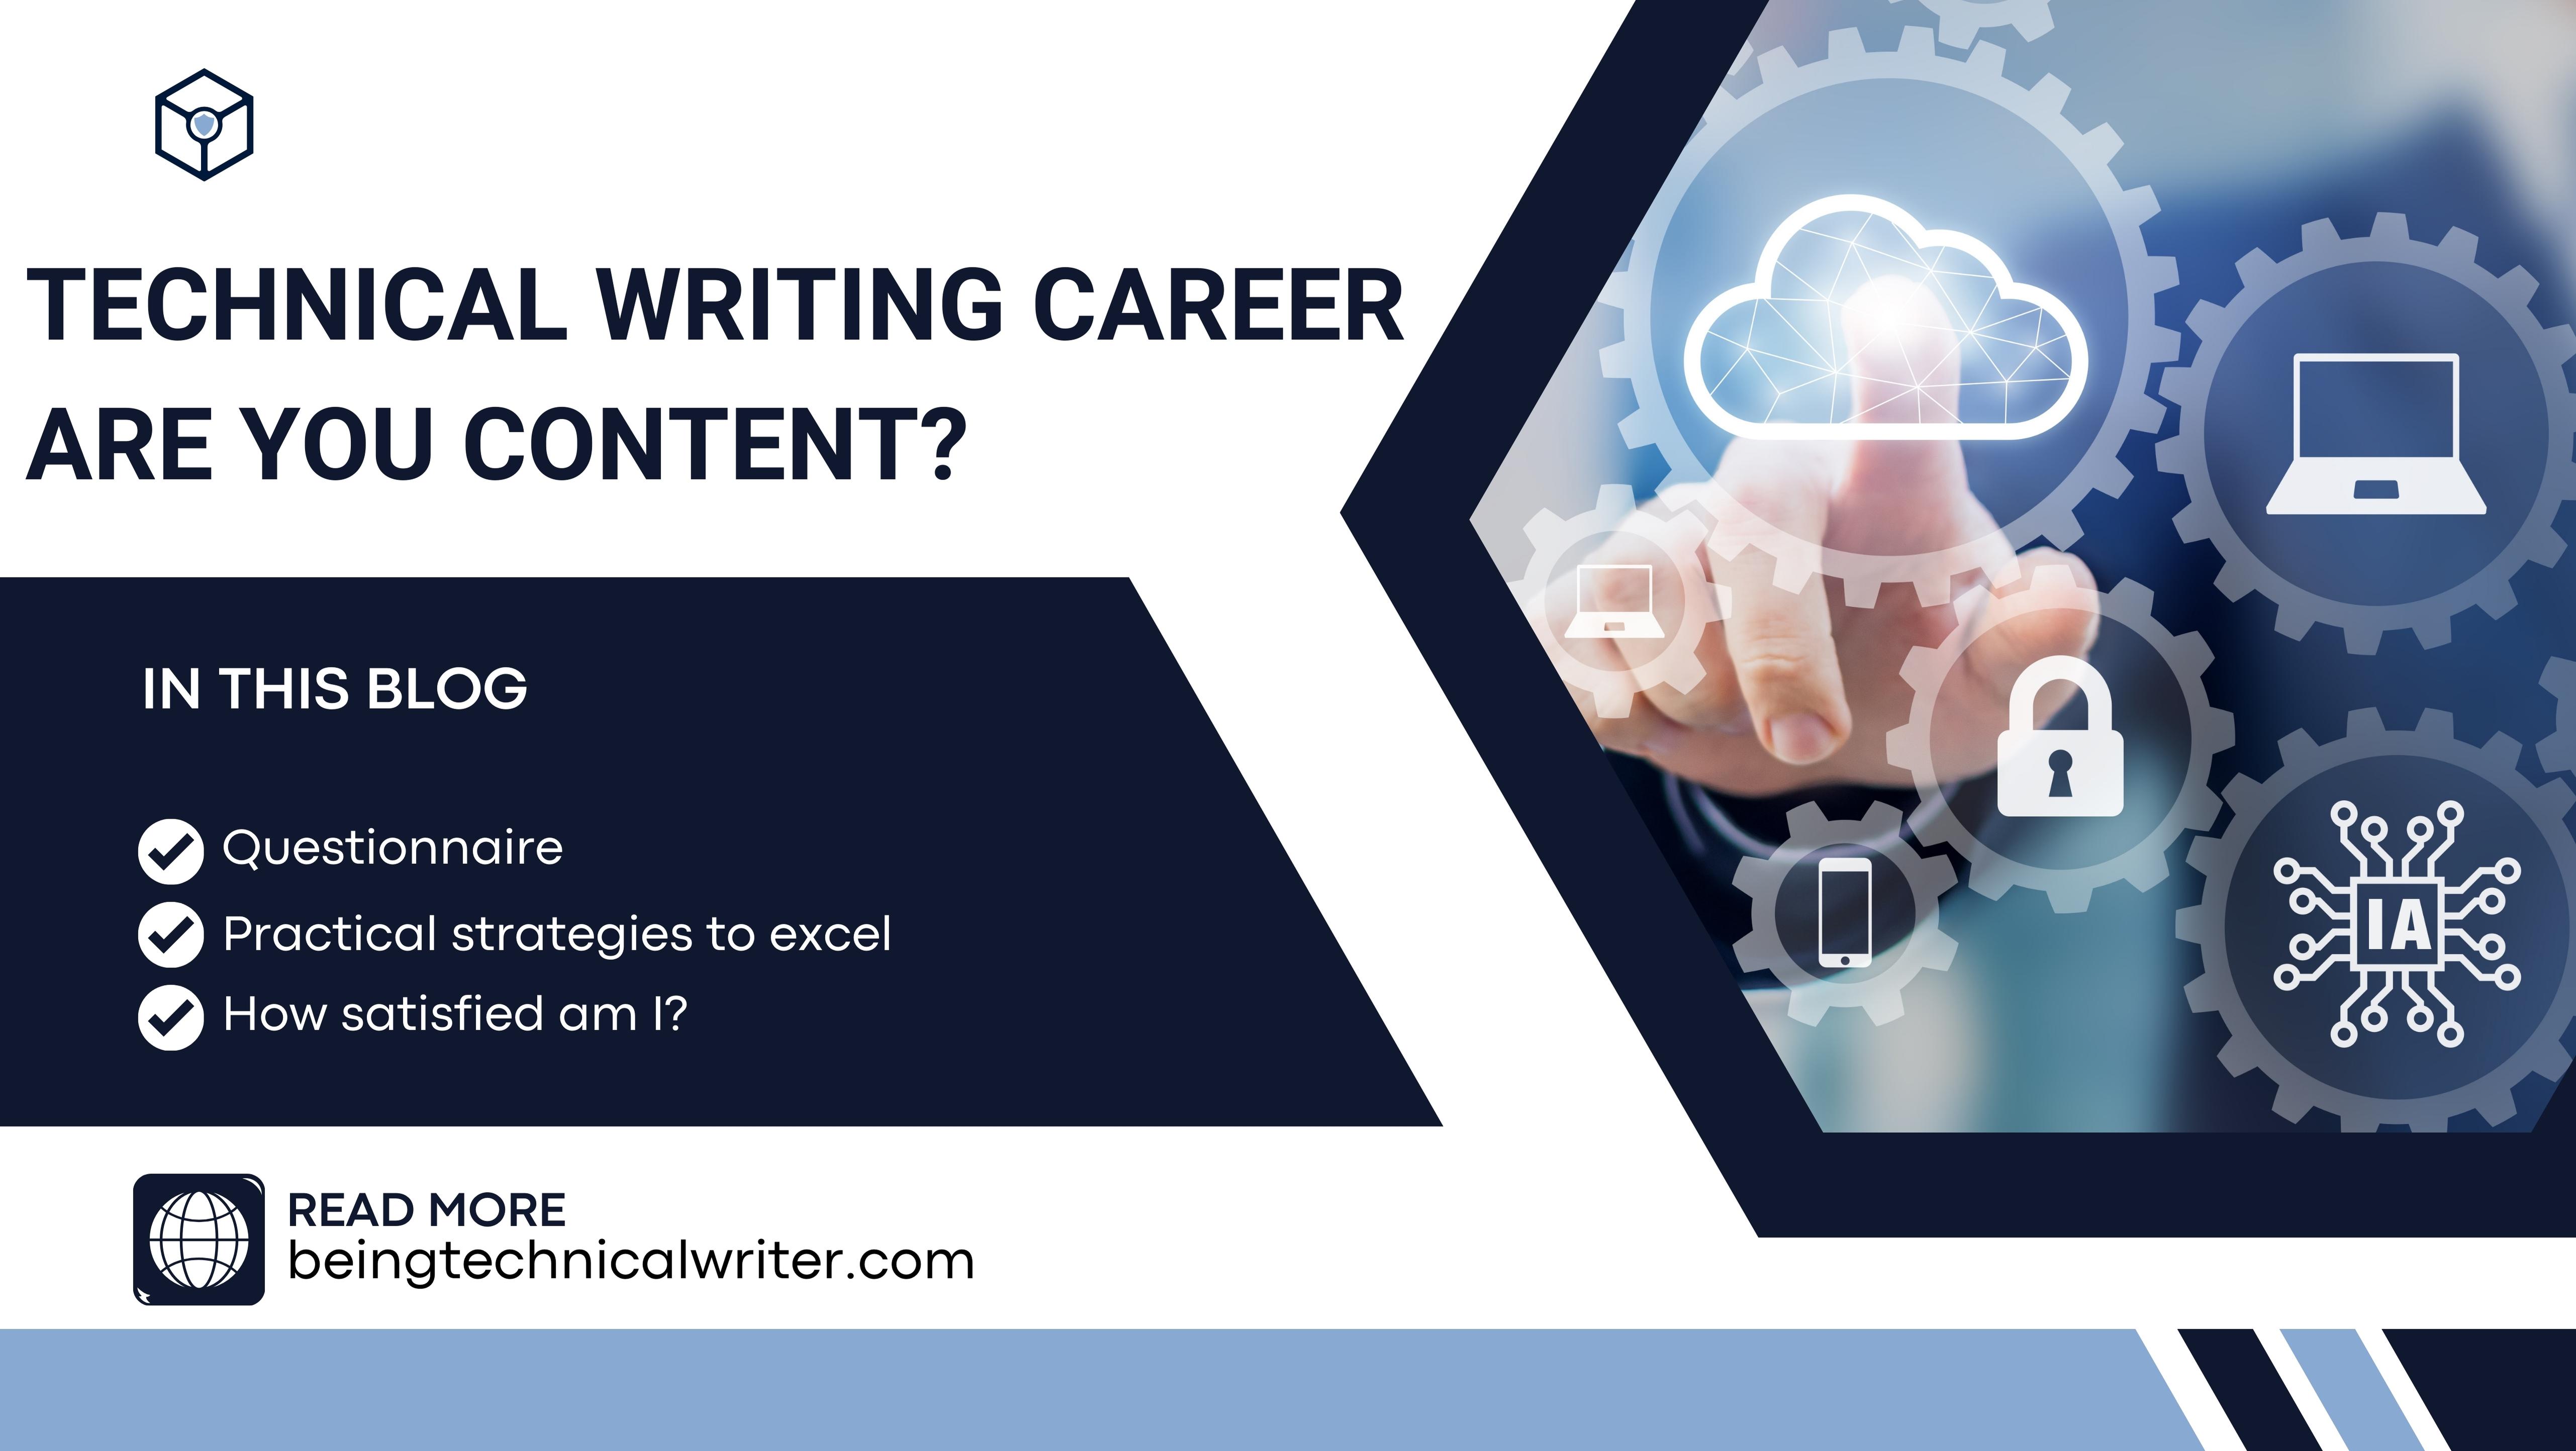 TECHNICAL WRITING CAREER
ARE YOU CONTENT?
IN THIS BLOG
Questionnaire
Practical strategies to excel
How satisfied am I?
READ MORE
beingtechnicalwriter.com
IA